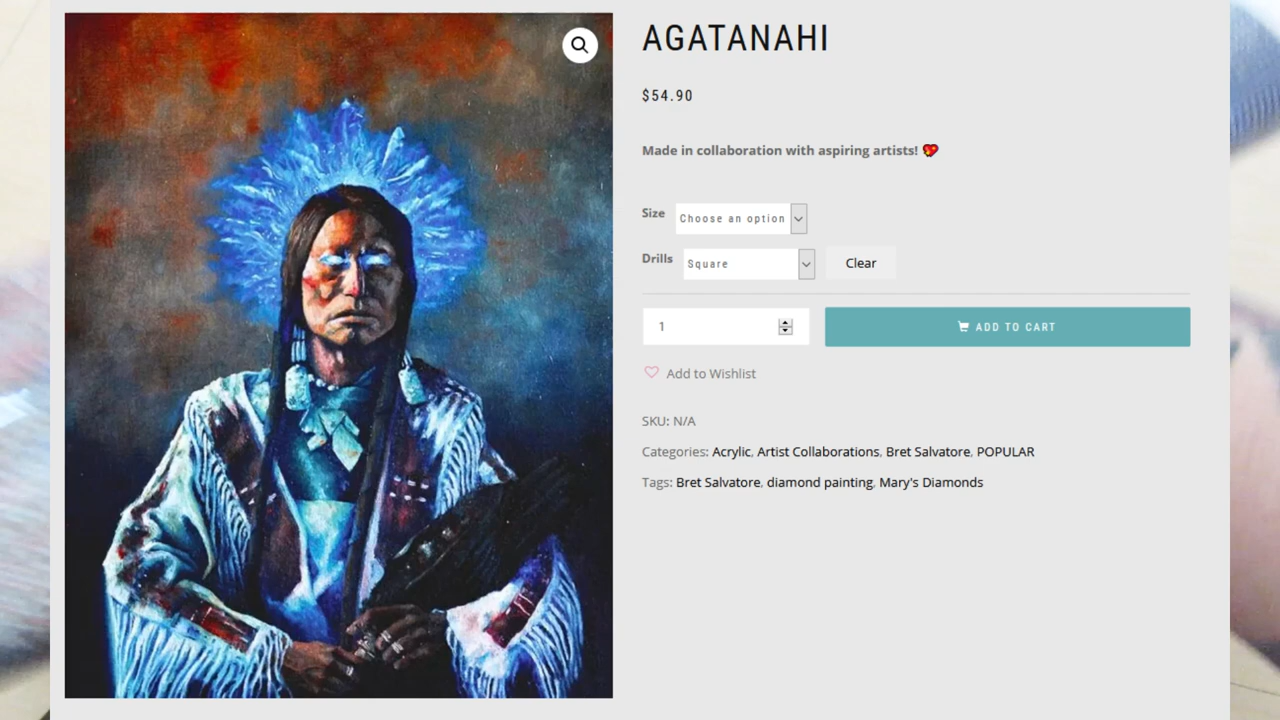 AGATANAHI
$54.90
Made in collaboration with aspiring artists!
Size Choose an option
Drills Square Clear
1 ADD TO CART
Add to Wishlist
SKU: N/A
Categories: Acrylic, Artist Collaborations, Bret Salvatore, POPULAR
Tags: Bret Salvatore, diamond painting, Mary's Diamonds